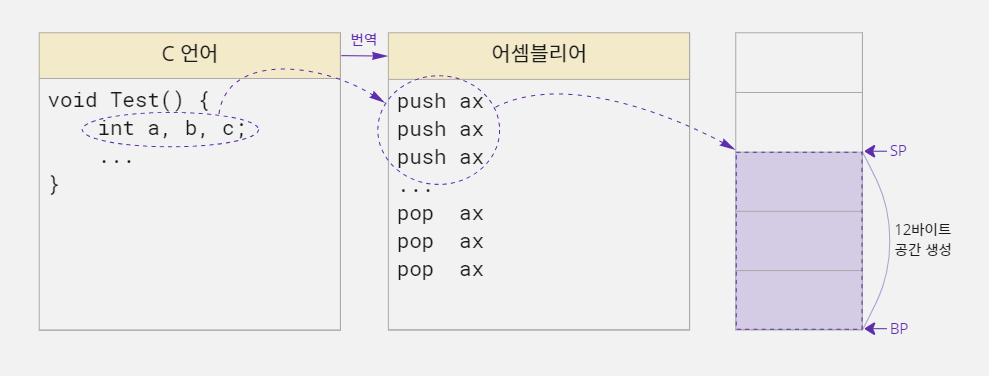 C 언어
void Test() {
int a, b, c;
...
}
번역
어셈블리어
push ax
push ax
push ax
...
pop ax
pop ax
pop ax
SP
12바이트
공간 생성
BP